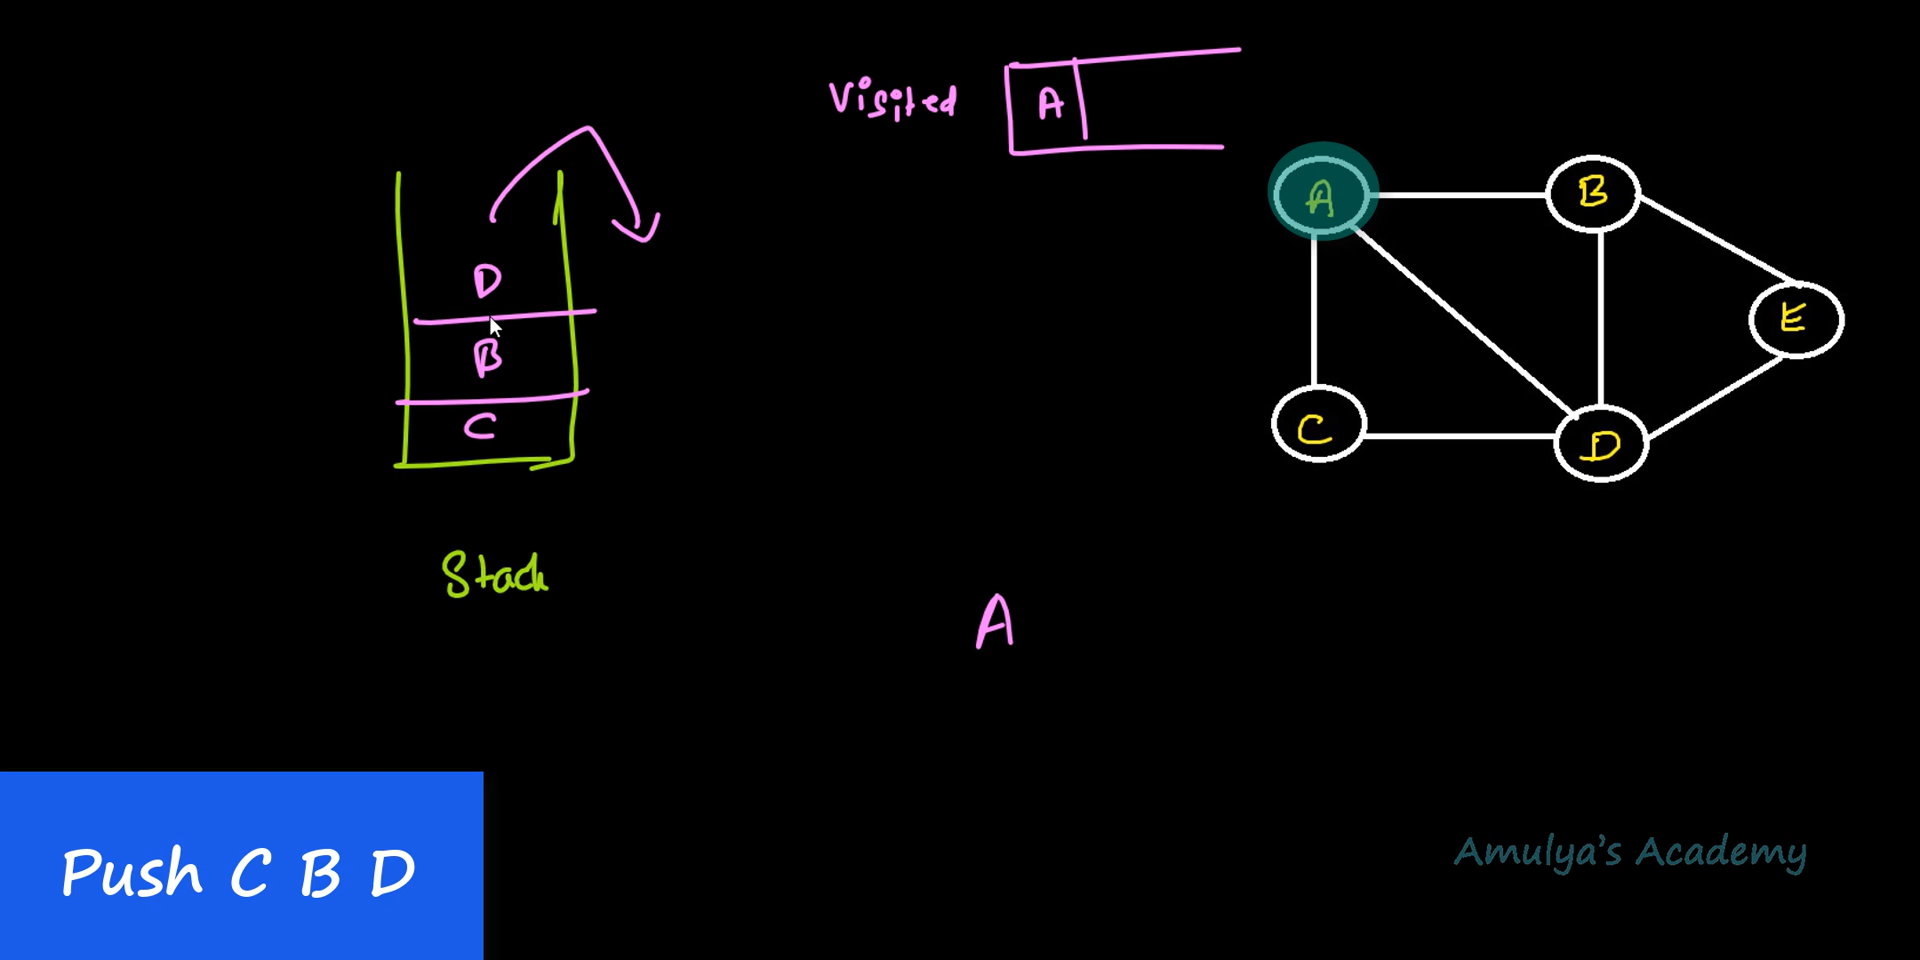 Visited A
A B
E
D
B
C
C D
Stack
A
Push C B D
Amulya's Academy